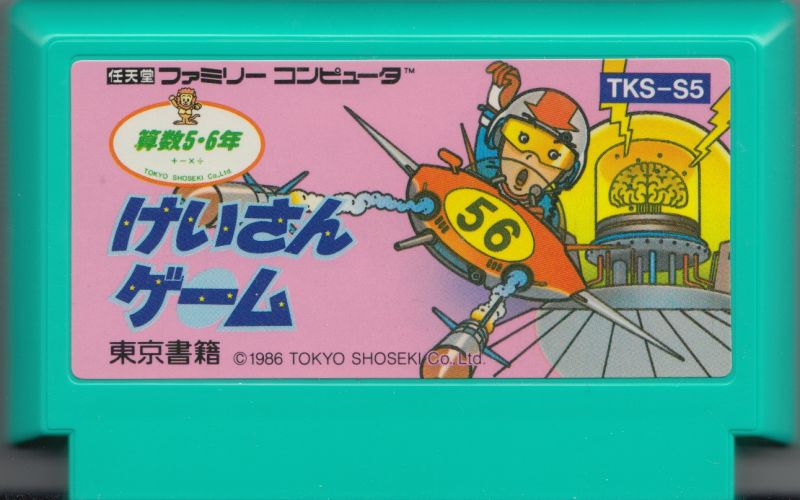 任天堂 ファミリー コンピュータ™
TKS-S5
算数5・6年
+-×÷
TOKYO SHOSEKI Co.,Ltd.
けいさん
ゲーム
56
東京書籍 ©1986 TOKYO SHOSEKI Co., Ltd.